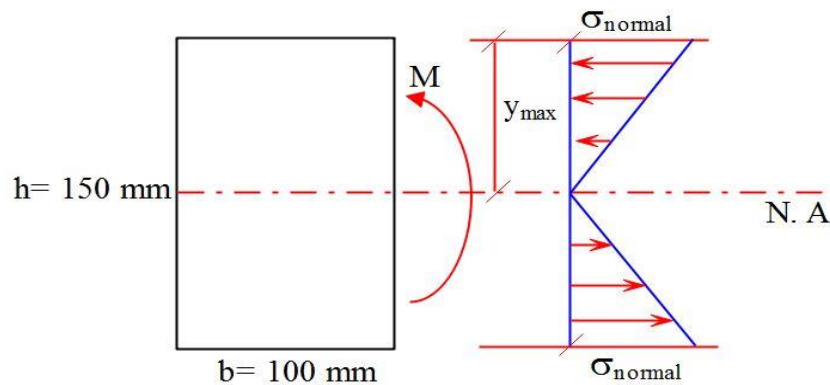 σnormal
M
ymax
h= 150 mm
N. A
b= 100 mm
σnormal